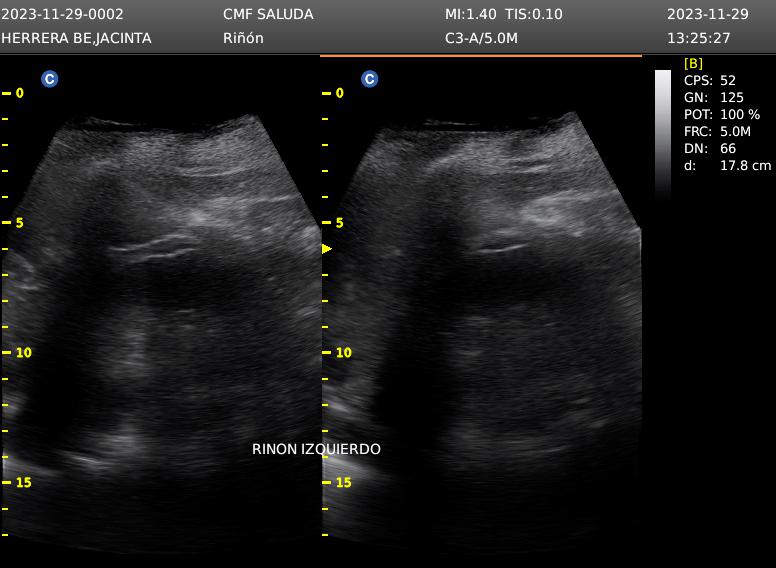 2023-11-29-0002 CMF SALUDA MI:1.40 TIS:0.10 2023-11-29
HERRERA BE,JACINTA Riñón C3-A/5.0M 13:25:27
[B]
C C
0 0
CPS: 52
GN: 125
POT: 100 %
FRC: 5.0M
DN: 66
d: 17.8 cm
5 5
10 10
RINON IZQUIERDO
15 15